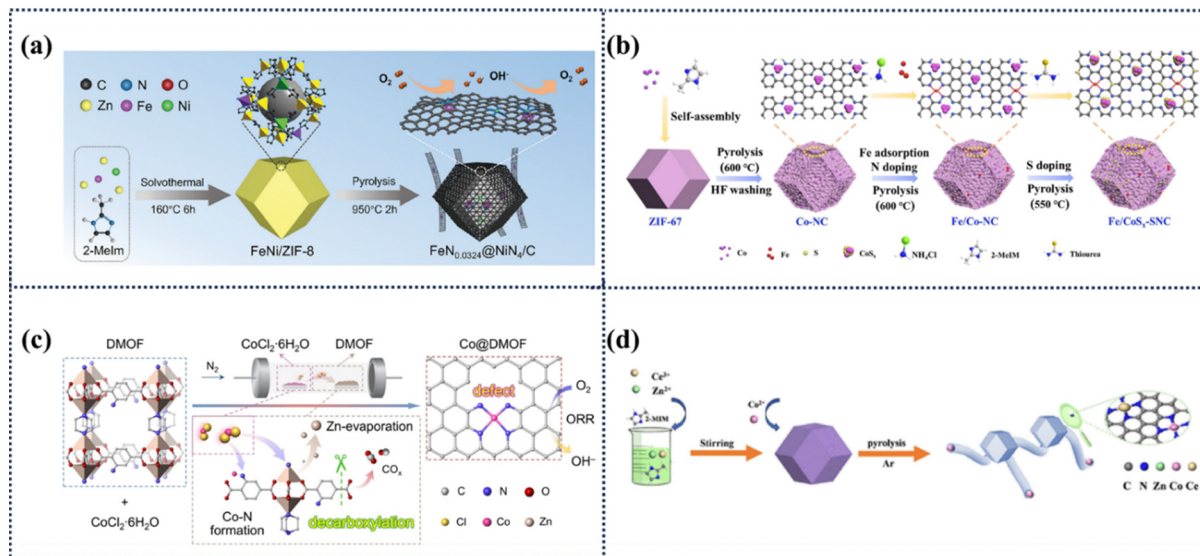 (a)
C N O
Zn Fe Ni
O₂ OH⁻ O₂
Solvothermal
160°C 6h
Pyrolysis
950°C 2h
2-MeIm
FeNi/ZIF-8
FeN₀.₀₃₂₄@NiN₄/C
(b)
Self-assembly
Pyrolysis
(600 °C)
HF washing
Fe adsorption
N doping
Pyrolysis
(600 °C)
S doping
Pyrolysis
(550 °C)
ZIF-67
Co-NC
Fe/Co-NC
Fe/CoSₓ-SNC
Co Fe S CoSₓ NH₄Cl 2-MeIM Thiourea
(c)
DMOF
CoCl₂·6H₂O DMOF
Co@DMOF
N₂
defect
O₂
ORR
OH⁻
Zn-evaporation
COₓ
Co-N
formation
decarboxylation
+
CoCl₂·6H₂O
C N O
Cl Co Zn
(d)
Ce³⁺
Zn²⁺
2-MIM
Co²⁺
Stirring
pyrolysis
Ar
C N Zn Co Ce